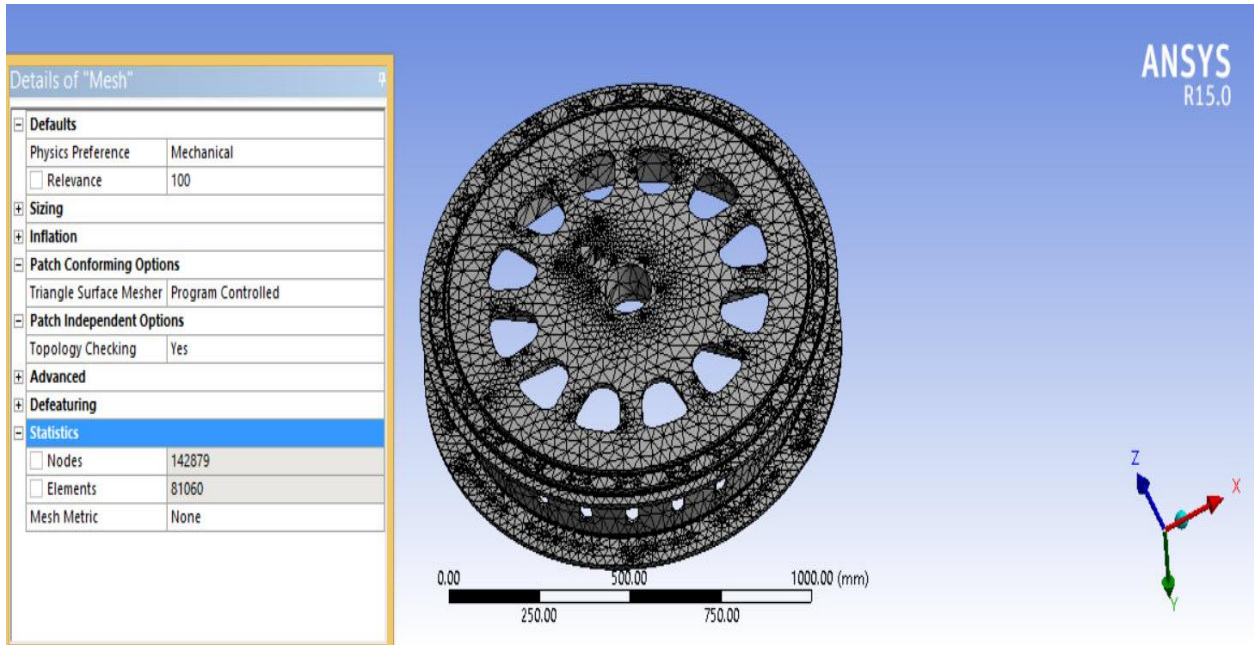 Details of "Mesh"
Defaults
Physics Preference Mechanical
Relevance 100
Sizing
Inflation
Patch Conforming Options
Triangle Surface Mesher Program Controlled
Patch Independent Options
Topology Checking Yes
Advanced
Defeaturing
Statistics
Nodes 142879
Elements 81060
Mesh Metric None
ANSYS
R15.0
0.00 500.00 1000.00 (mm)
250.00 750.00
Z
X
Y